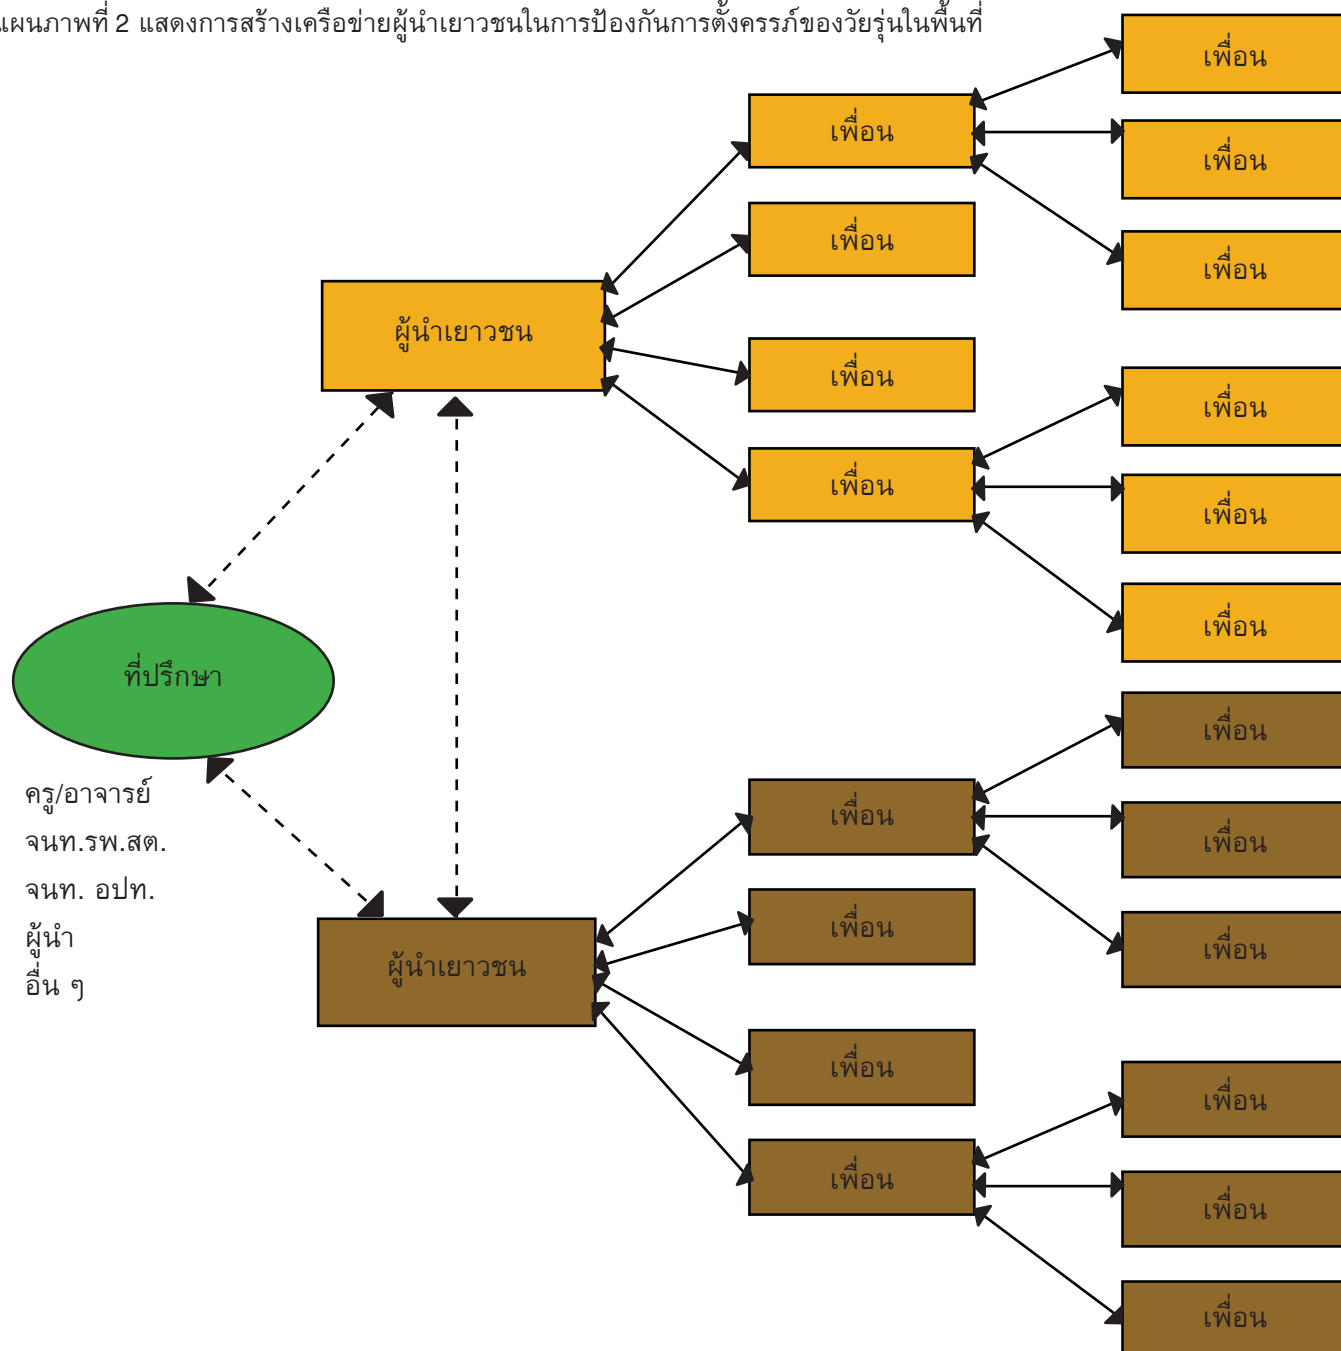 แผนภาพที่ 2 แสดงการสร้างเครือข่ายผู้นำเยาวชนในการป้องกันการตั้งครรภ์ของวัยรุ่นในพื้นที่
เพื่อน
เพื่อน
เพื่อน
เพื่อน
เพื่อน
ผู้นำเยาวชน
เพื่อน
เพื่อน
เพื่อน
เพื่อน
เพื่อน
ที่ปรึกษา
ครู/อาจารย์
จนท.รพ.สต.
จนท. อปท.
ผู้นำ
อื่น ๆ
เพื่อน
เพื่อน
เพื่อน
เพื่อน
เพื่อน
ผู้นำเยาวชน
เพื่อน
เพื่อน
เพื่อน
เพื่อน
เพื่อน